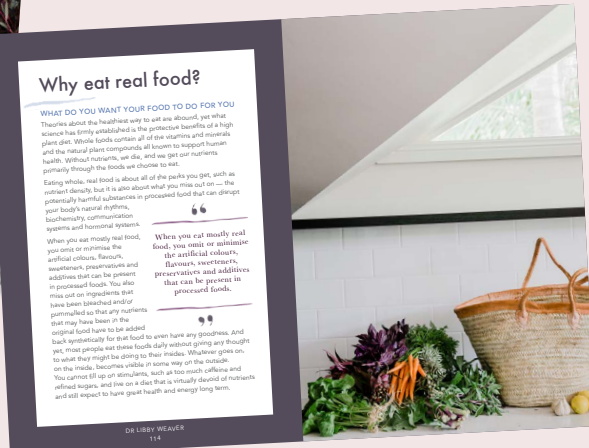 Why eat real food?
WHAT DO YOU WANT YOUR FOOD TO DO FOR YOU
Theories about the healthiest way to eat are abound, yet what
science has firmly established is the protective benefits of a high
plant diet. Whole foods contain all of the vitamins and minerals
and the natural plant compounds all known to support human
health. Without nutrients, we die, and we get our nutrients
primarily through the foods we choose to eat.
Eating whole, real food is about all of the perks you get, such as
nutrient density, but it is also about what you miss out on — the
potentially harmful substances in processed food that can disrupt
your body's natural rhythms,
biochemistry, communication
systems and hormonal systems.
When you eat mostly real food,
you omit or minimise the
artificial colours, flavours,
sweeteners, preservatives and
additives that can be present
in processed foods. You also
miss out on ingredients that
have been bleached and/or
pummelled so that any nutrients
that may have been in the
original food have to be added
back synthetically for that food to even have any goodness. And
yet, most people eat these foods daily without giving any thought
to what they might be doing to their insides. Whatever goes on,
on the inside, becomes visible in some way on the outside.
You cannot fill up on stimulants, such as too much caffeine and
refined sugars, and live on a diet that is virtually devoid of nutrients
and still expect to have great health and energy long term.
“
When you eat mostly real
food, you omit or minimise
the artificial colours,
flavours, sweeteners,
preservatives and additives
that can be present in
processed foods.
”
DR LIBBY WEAVER
114